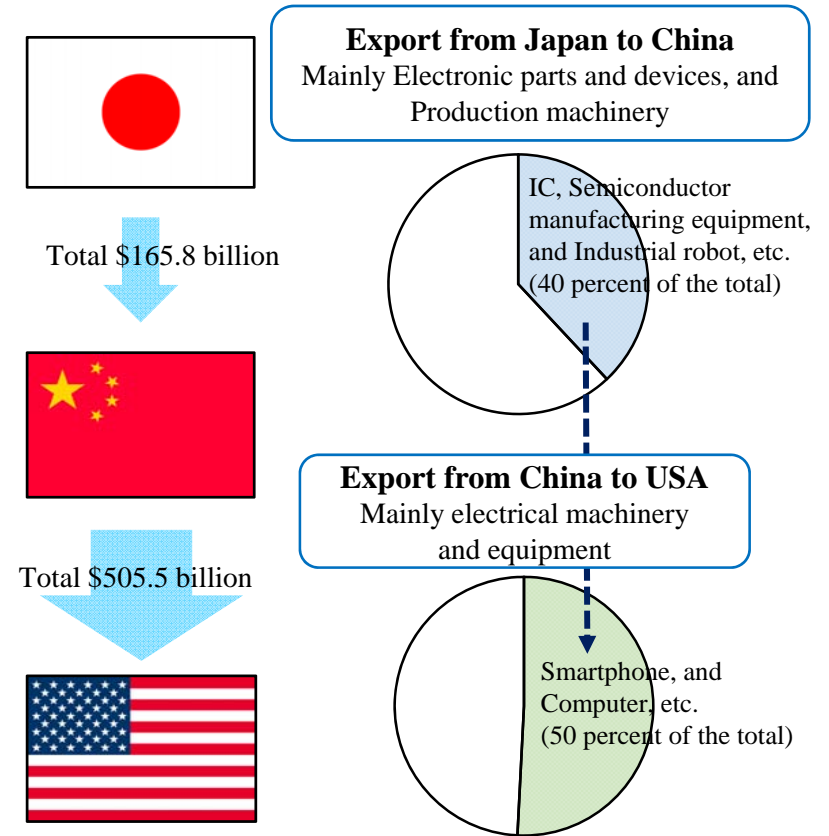 Export from Japan to China
Mainly Electronic parts and devices, and
Production machinery
Total $165.8 billion
IC, Semiconductor
manufacturing equipment,
and Industrial robot, etc.
(40 percent of the total)
Export from China to USA
Mainly electrical machinery
and equipment
Total $505.5 billion
Smartphone, and
Computer, etc.
(50 percent of the total)